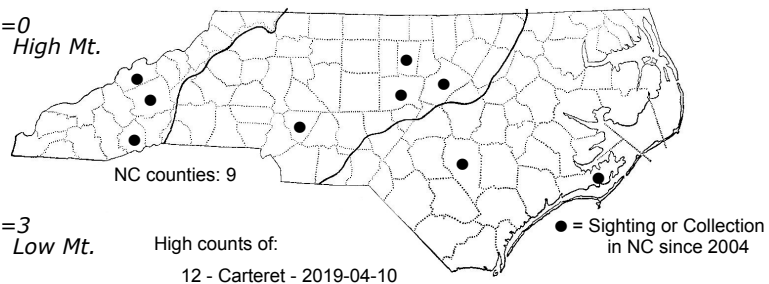 =0
High Mt.
NC counties: 9
=3
Low Mt.
High counts of:
12 - Carteret - 2019-04-10
● = Sighting or Collection
in NC since 2004